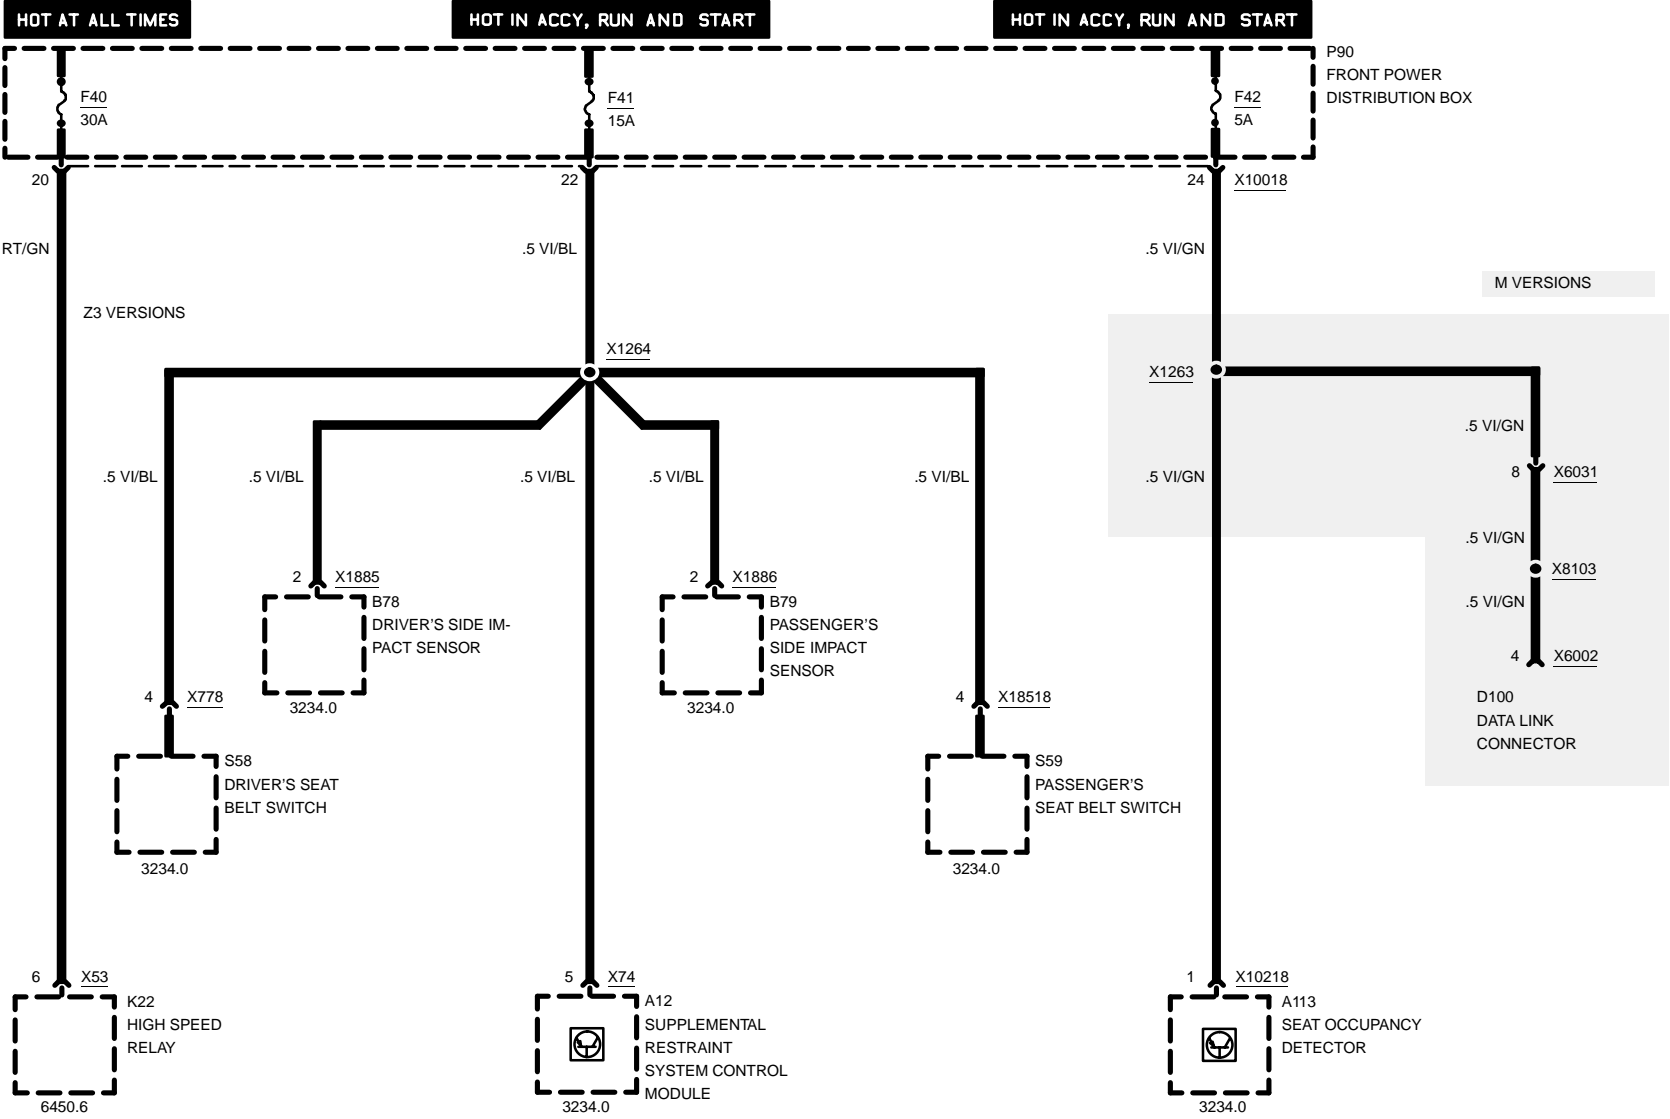 HOT AT ALL TIMES
HOT IN ACCY, RUN AND START
HOT IN ACCY, RUN AND START
P90
FRONT POWER
DISTRIBUTION BOX
F40
30A
F41
15A
F42
5A
20
22
24
X10018
RT/GN
.5 VI/BL
.5 VI/GN
M VERSIONS
Z3 VERSIONS
X1264
X1263
.5 VI/GN
.5 VI/BL
.5 VI/BL
.5 VI/BL
.5 VI/BL
.5 VI/BL
.5 VI/GN
8
X6031
.5 VI/GN
X8103
.5 VI/GN
4
X6002
D100
DATA LINK
CONNECTOR
2
X1885
B78
DRIVER'S SIDE IM-
PACT SENSOR
3234.0
2
X1886
B79
PASSENGER'S
SIDE IMPACT
SENSOR
3234.0
4
X778
S58
DRIVER'S SEAT
BELT SWITCH
3234.0
4
X18518
S59
PASSENGER'S
SEAT BELT SWITCH
3234.0
6
X53
K22
HIGH SPEED
RELAY
6450.6
5
X74
A12
SUPPLEMENTAL
RESTRAINT
SYSTEM CONTROL
MODULE
3234.0
1
X10218
A113
SEAT OCCUPANCY
DETECTOR
3234.0